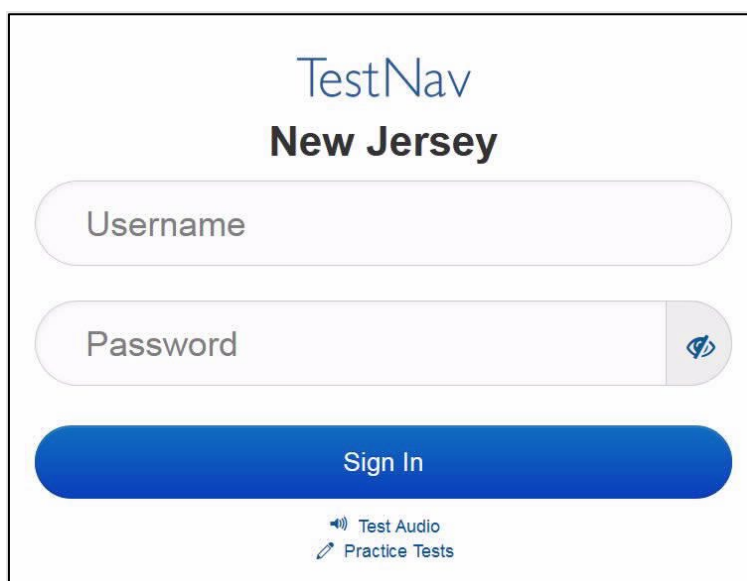 TestNav
New Jersey
Username
Password
Sign In
Test Audio
Practice Tests